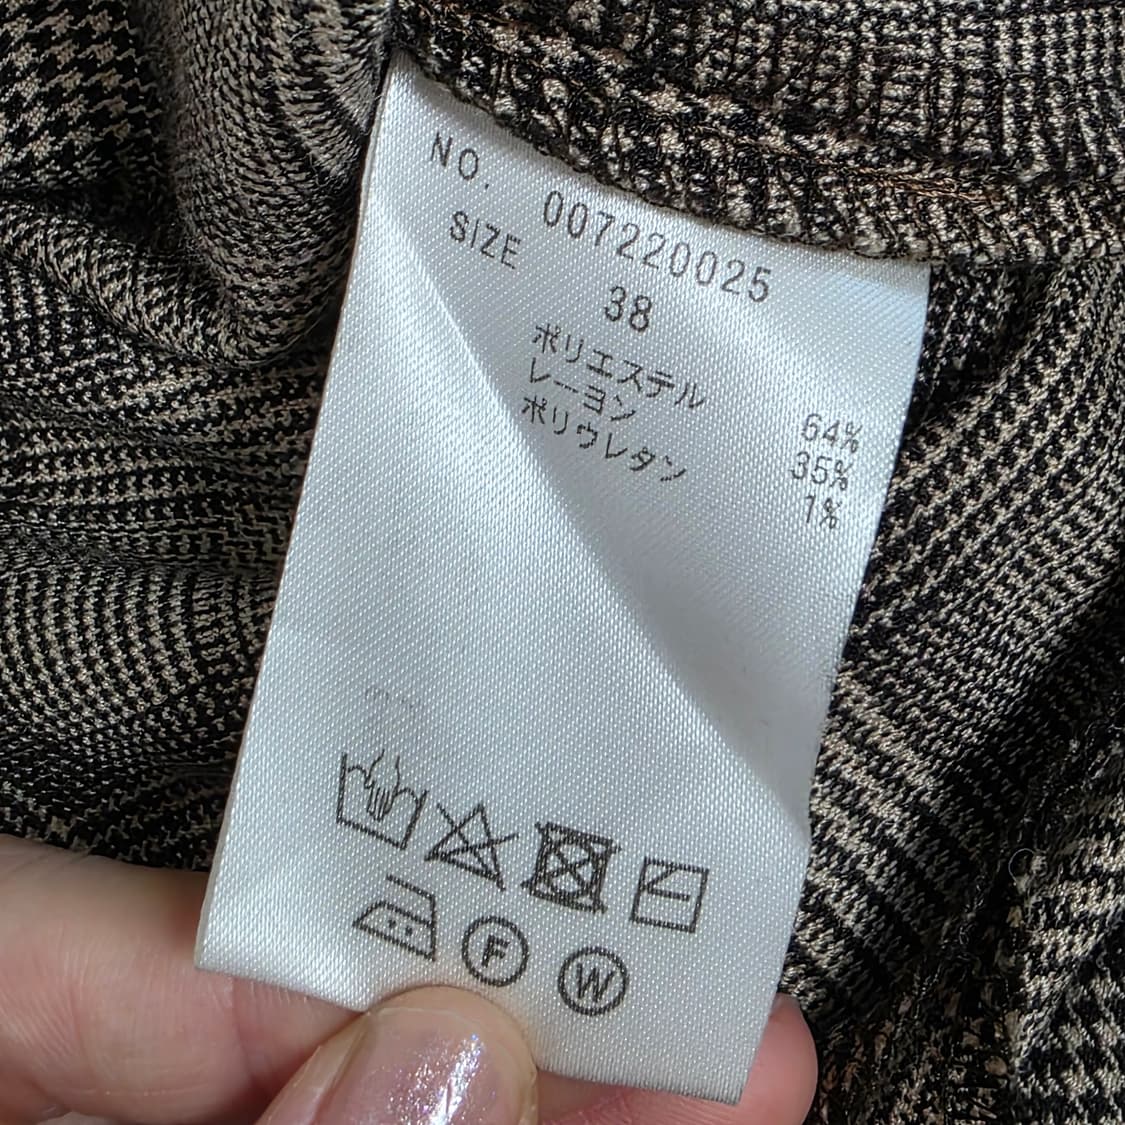 NO. 007220025
SIZE 38
ポリエステル 64%
レーヨン 35%
ポリウレタン 1%
F W